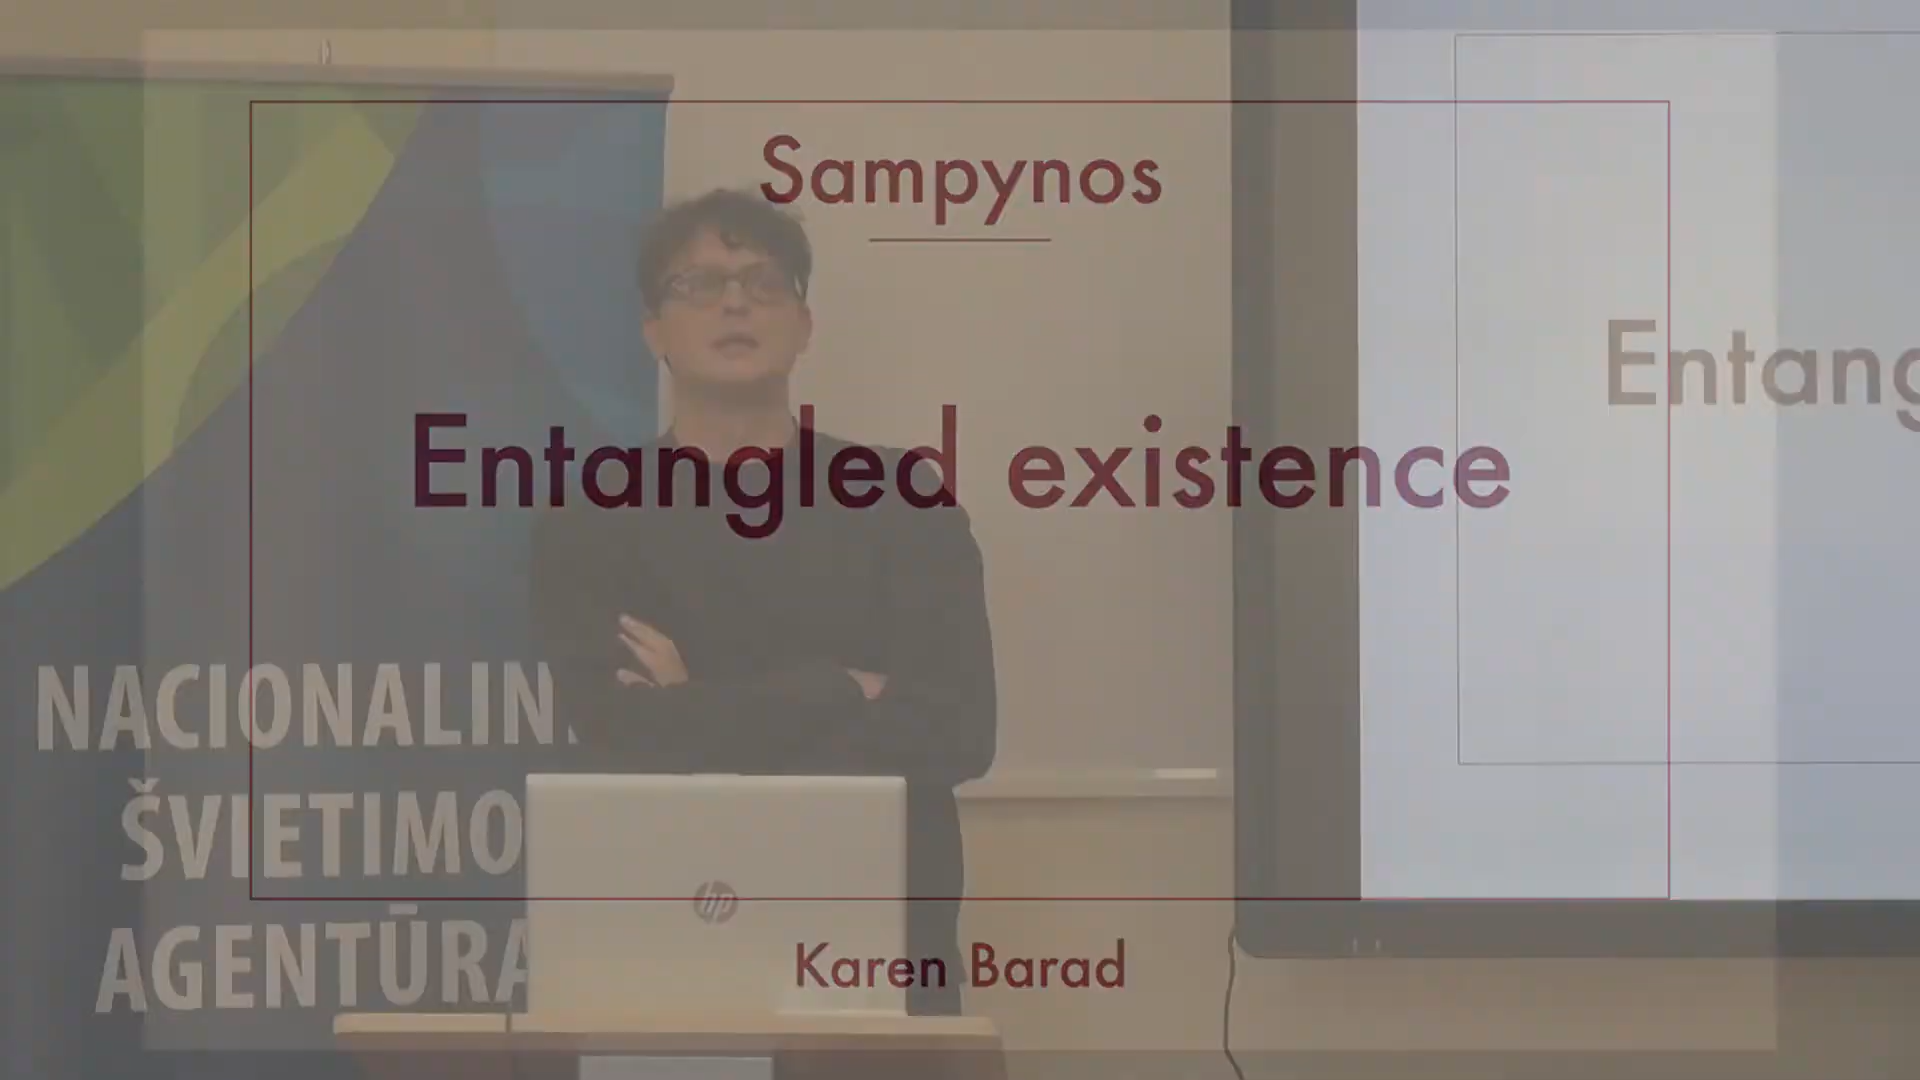 Sampynos
Entangled existence
Karen Barad
Entang
NACIONALIN
ŠVIETIMO
AGENTŪRA
hp